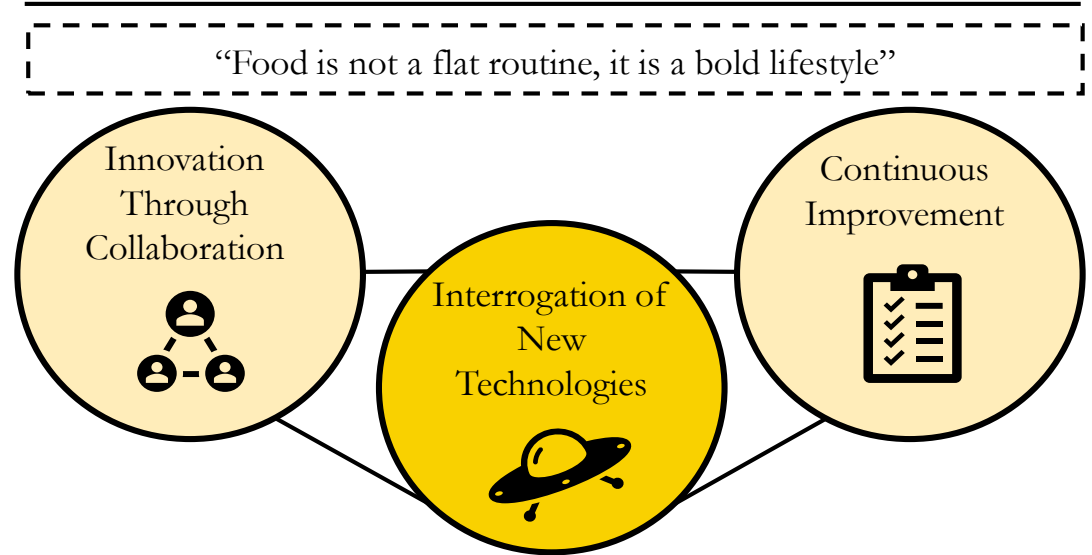 “Food is not a flat routine, it is a bold lifestyle”
Innovation
Through
Collaboration
Interrogation of
New
Technologies
Continuous
Improvement